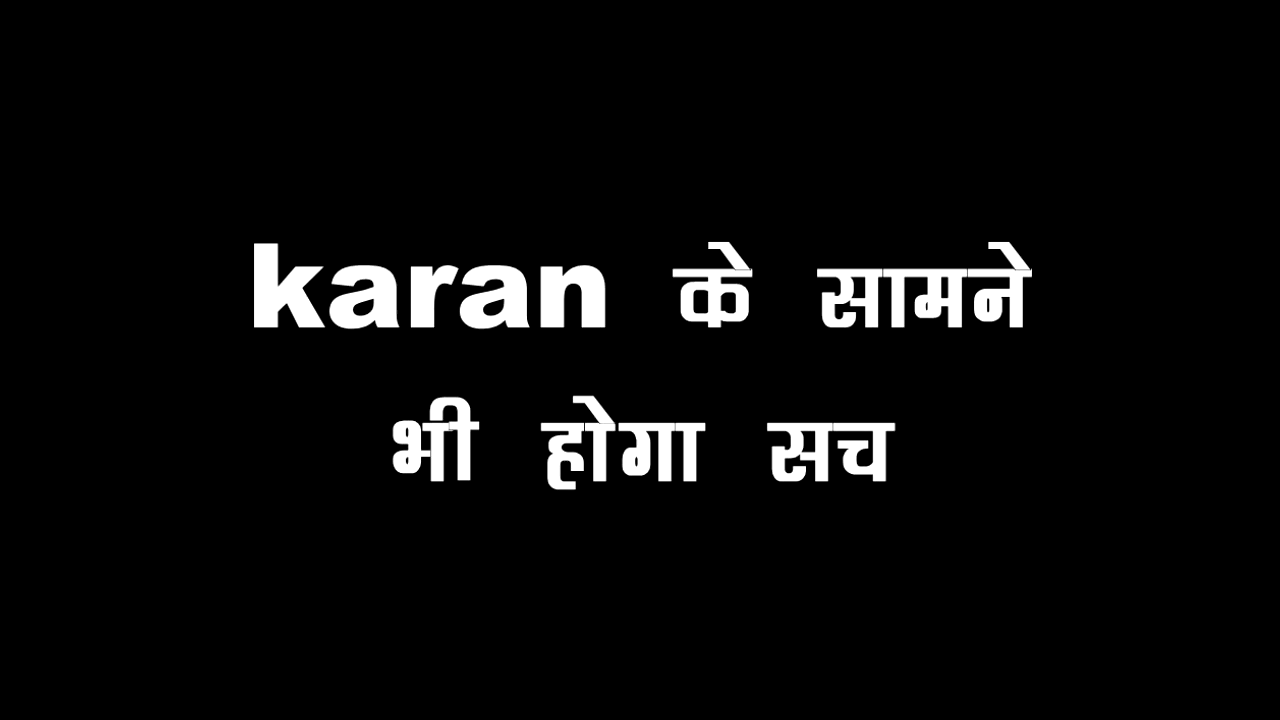 karan के सामने
भी होगा सच